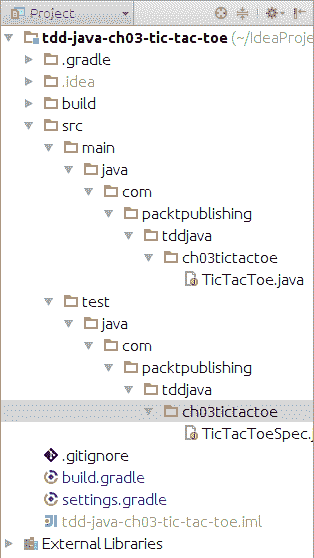 Project
tdd-java-ch03-tic-tac-toe (~/IdeaProj
.gradle
.idea
build
src
main
java
com
packtpublishing
tddjava
ch03tictactoe
TicTacToe.java
test
java
com
packtpublishing
tddjava
ch03tictactoe
TicTacToeSpec.j
.gitignore
build.gradle
settings.gradle
tdd-java-ch03-tic-tac-toe.iml
External Libraries